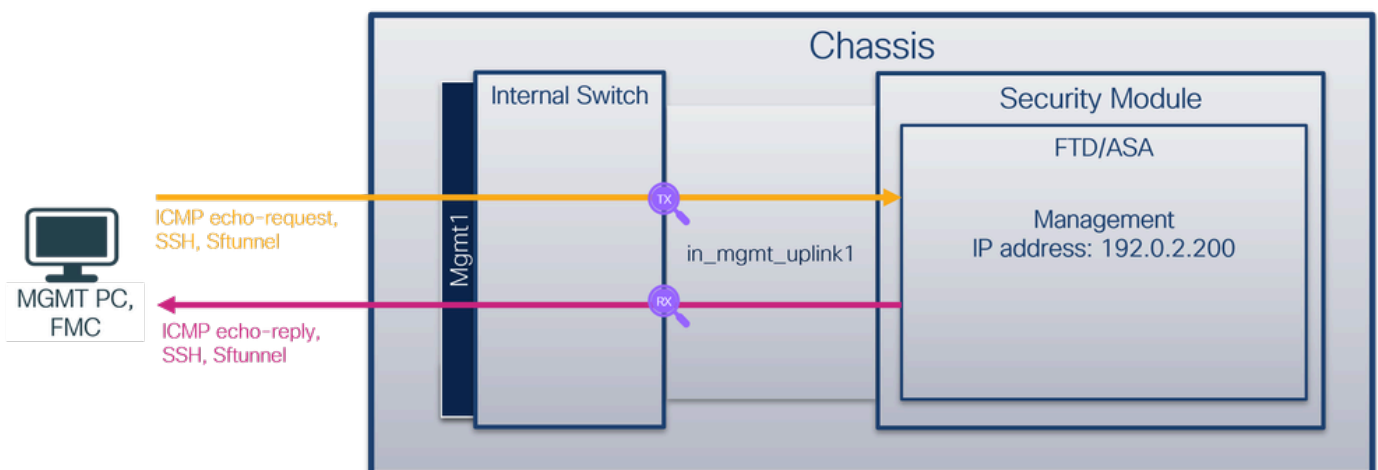 Chassis
Internal Switch
Security Module
FTD/ASA
Management
IP address: 192.0.2.200
Mgmt1
TX
ICMP echo-request,
SSH, Sftunnel
in_mgmt_uplink1
RX
MGMT PC,
FMC
ICMP echo-reply,
SSH, Sftunnel